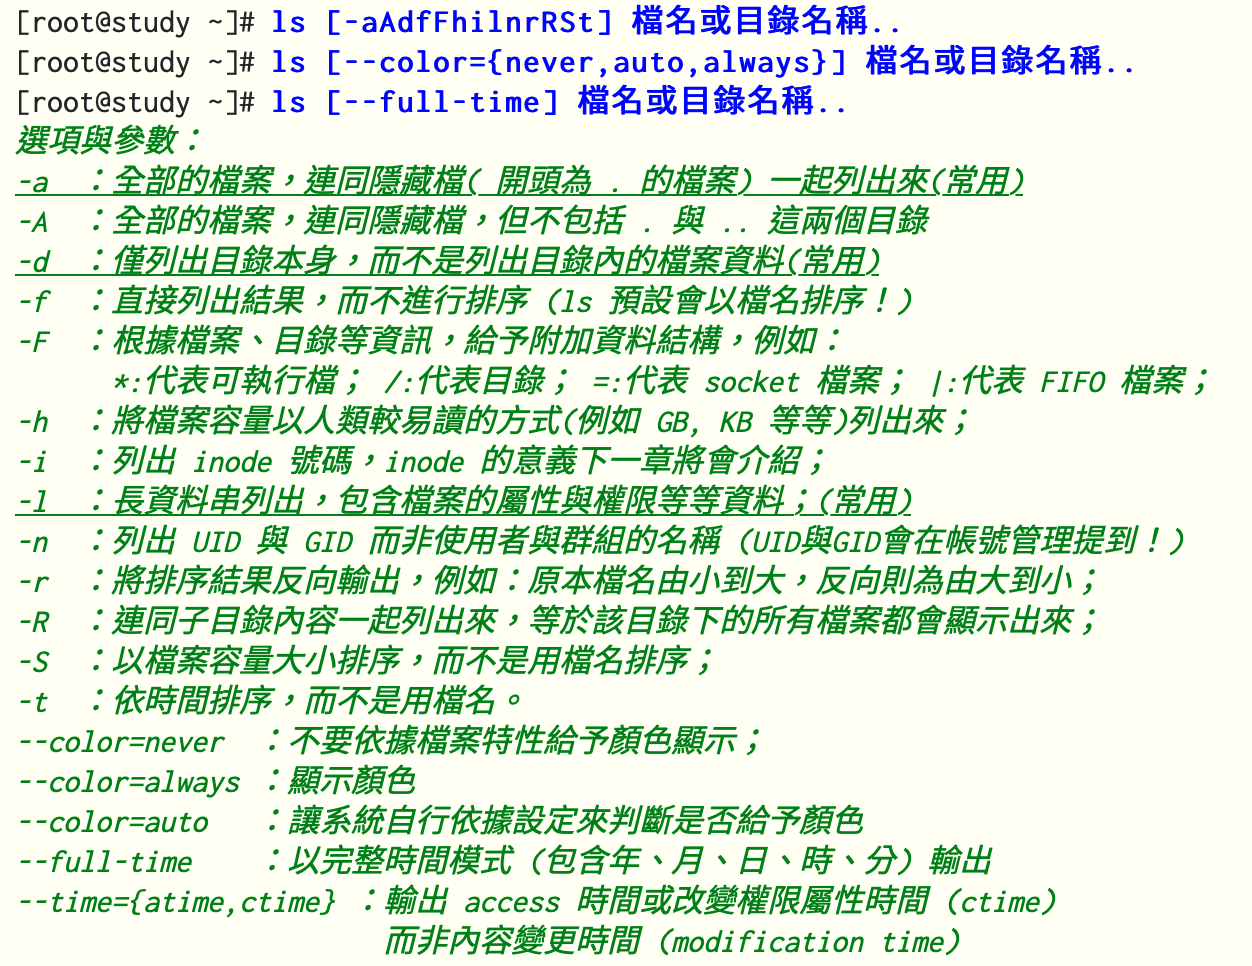 [root@study ~]# ls [-aAdfFhilnrRSt] 檔名或目錄名稱..
[root@study ~]# ls [--color={never,auto,always}] 檔名或目錄名稱..
[root@study ~]# ls [--full-time] 檔名或目錄名稱..
選項與參數：
-a  ：全部的檔案，連同隱藏檔( 開頭為 . 的檔案) 一起列出來(常用)
-A  ：全部的檔案，連同隱藏檔，但不包括 . 與 .. 這兩個目錄
-d  ：僅列出目錄本身，而不是列出目錄內的檔案資料(常用)
-f  ：直接列出結果，而不進行排序 (ls 預設會以檔名排序！)
-F  ：根據檔案、目錄等資訊，給予附加資料結構，例如：
      *:代表可執行檔； /:代表目錄； =:代表 socket 檔案； |:代表 FIFO 檔案；
-h  ：將檔案容量以人類較易讀的方式(例如 GB, KB 等等)列出來；
-i  ：列出 inode 號碼，inode 的意義下一章將會介紹；
-l  ：長資料串列出，包含檔案的屬性與權限等等資料；(常用)
-n  ：列出 UID 與 GID 而非使用者與群組的名稱 (UID與GID會在帳號管理提到！)
-r  ：將排序結果反向輸出，例如：原本檔名由小到大，反向則為由大到小；
-R  ：連同子目錄內容一起列出來，等於該目錄下的所有檔案都會顯示出來；
-S  ：以檔案容量大小排序，而不是用檔名排序；
-t  ：依時間排序，而不是用檔名。
--color=never  ：不要依據檔案特性給予顏色顯示；
--color=always ：顯示顏色
--color=auto   ：讓系統自行依據設定來判斷是否給予顏色
--full-time    ：以完整時間模式 (包含年、月、日、時、分) 輸出
--time={atime,ctime} ：輸出 access 時間或改變權限屬性時間 (ctime)
                       而非內容變更時間 (modification time)